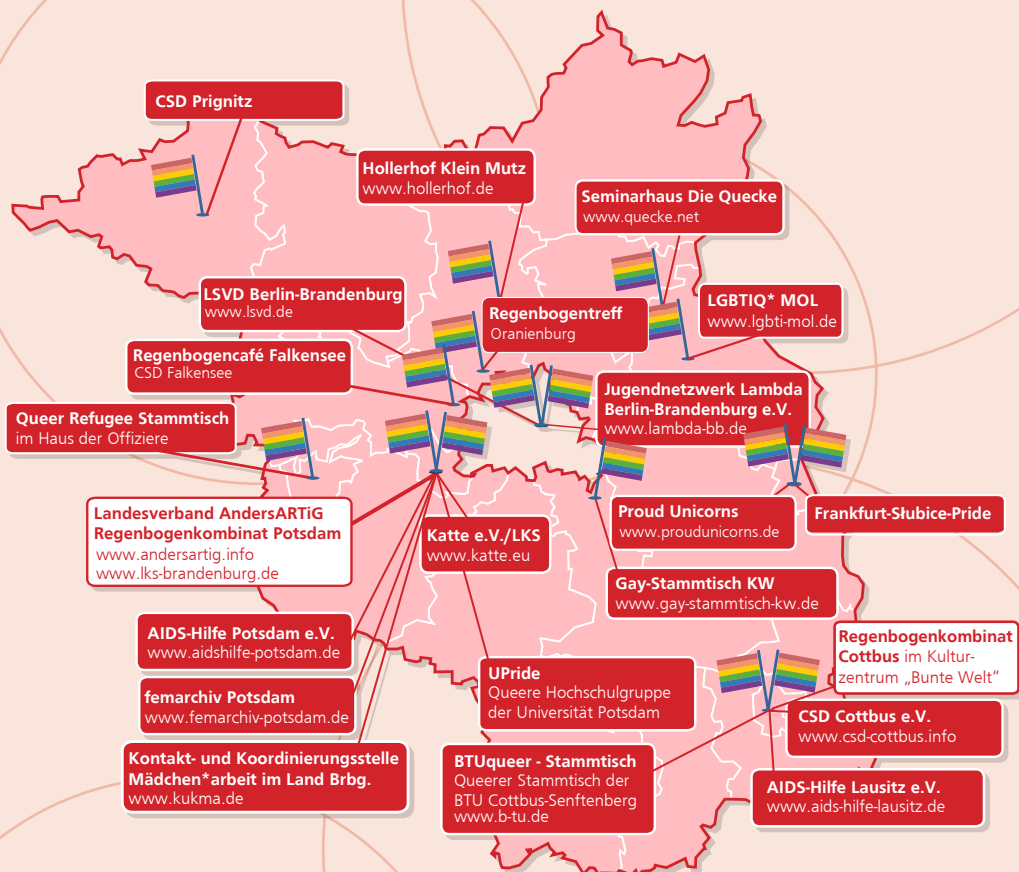 CSD Prignitz
Hollerhof Klein Mutz
www.hollerhof.de
Seminarhaus Die Quecke
www.quecke.net
LSVD Berlin-Brandenburg
www.lsvd.de
Regenbogentreff
Oranienburg
LGBTIQ* MOL
www.lgbti-mol.de
Regenbogencafé Falkensee
CSD Falkensee
Jugendnetzwerk Lambda
Berlin-Brandenburg e.V.
www.lambda-bb.de
Queer Refugee Stammtisch
im Haus der Offiziere
Landesverband AndersARTiG
Regenbogenkombinat Potsdam
www.andersartig.info
www.lks-brandenburg.de
Katte e.V./LKS
www.katte.eu
Proud Unicorns
www.proudunicorns.de
Frankfurt-Słubice-Pride
Gay-Stammtisch KW
www.gay-stammtisch-kw.de
AIDS-Hilfe Potsdam e.V.
www.aidshilfe-potsdam.de
Regenbogenkombinat
Cottbus im Kultur-
zentrum „Bunte Welt“
femarchiv Potsdam
www.femarchiv-potsdam.de
UPride
Queere Hochschulgruppe
der Universität Potsdam
CSD Cottbus e.V.
www.csd-cottbus.info
Kontakt- und Koordinierungsstelle
Mädchen*arbeit im Land Brbg.
www.kukma.de
BTUqueer - Stammtisch
Queerer Stammtisch der
BTU Cottbus-Senftenberg
www.b-tu.de
AIDS-Hilfe Lausitz e.V.
www.aids-hilfe-lausitz.de